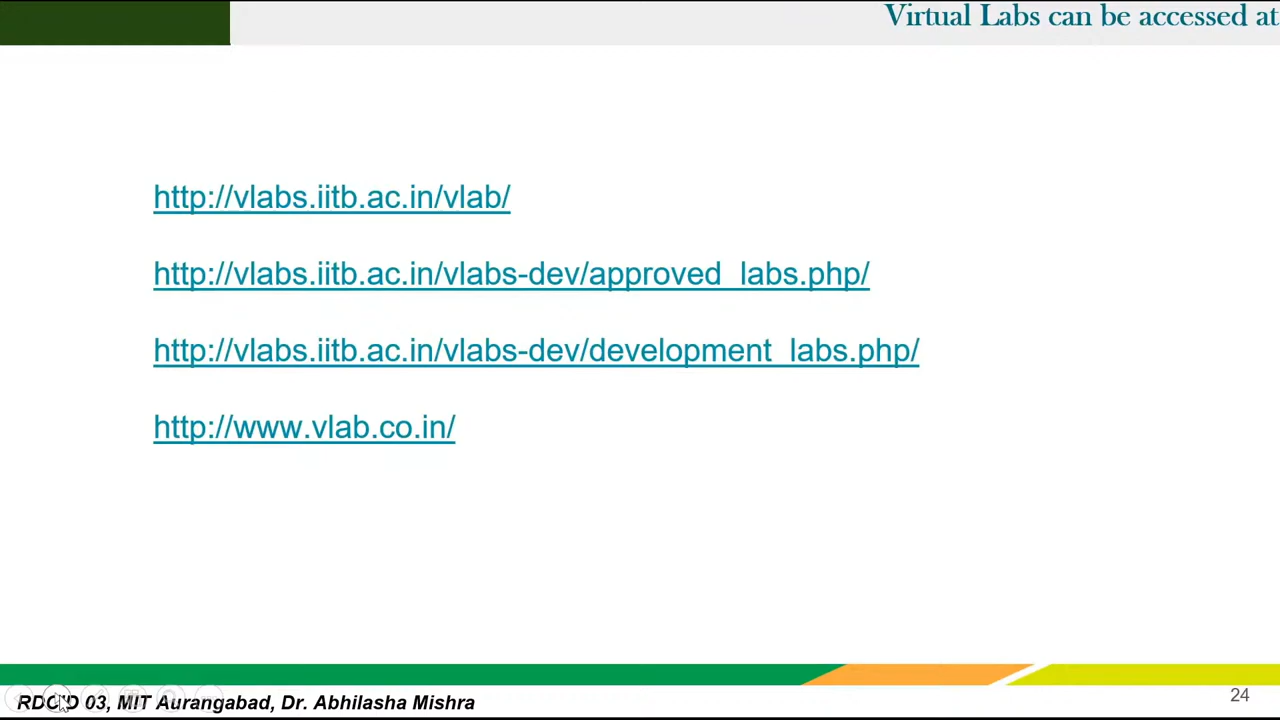 Virtual Labs can be accessed at
http://vlabs.iitb.ac.in/vlab/
http://vlabs.iitb.ac.in/vlabs-dev/approved_labs.php/
http://vlabs.iitb.ac.in/vlabs-dev/development_labs.php/
http://www.vlab.co.in/
RDCID 03, MIT Aurangabad, Dr. Abhilasha Mishra
24